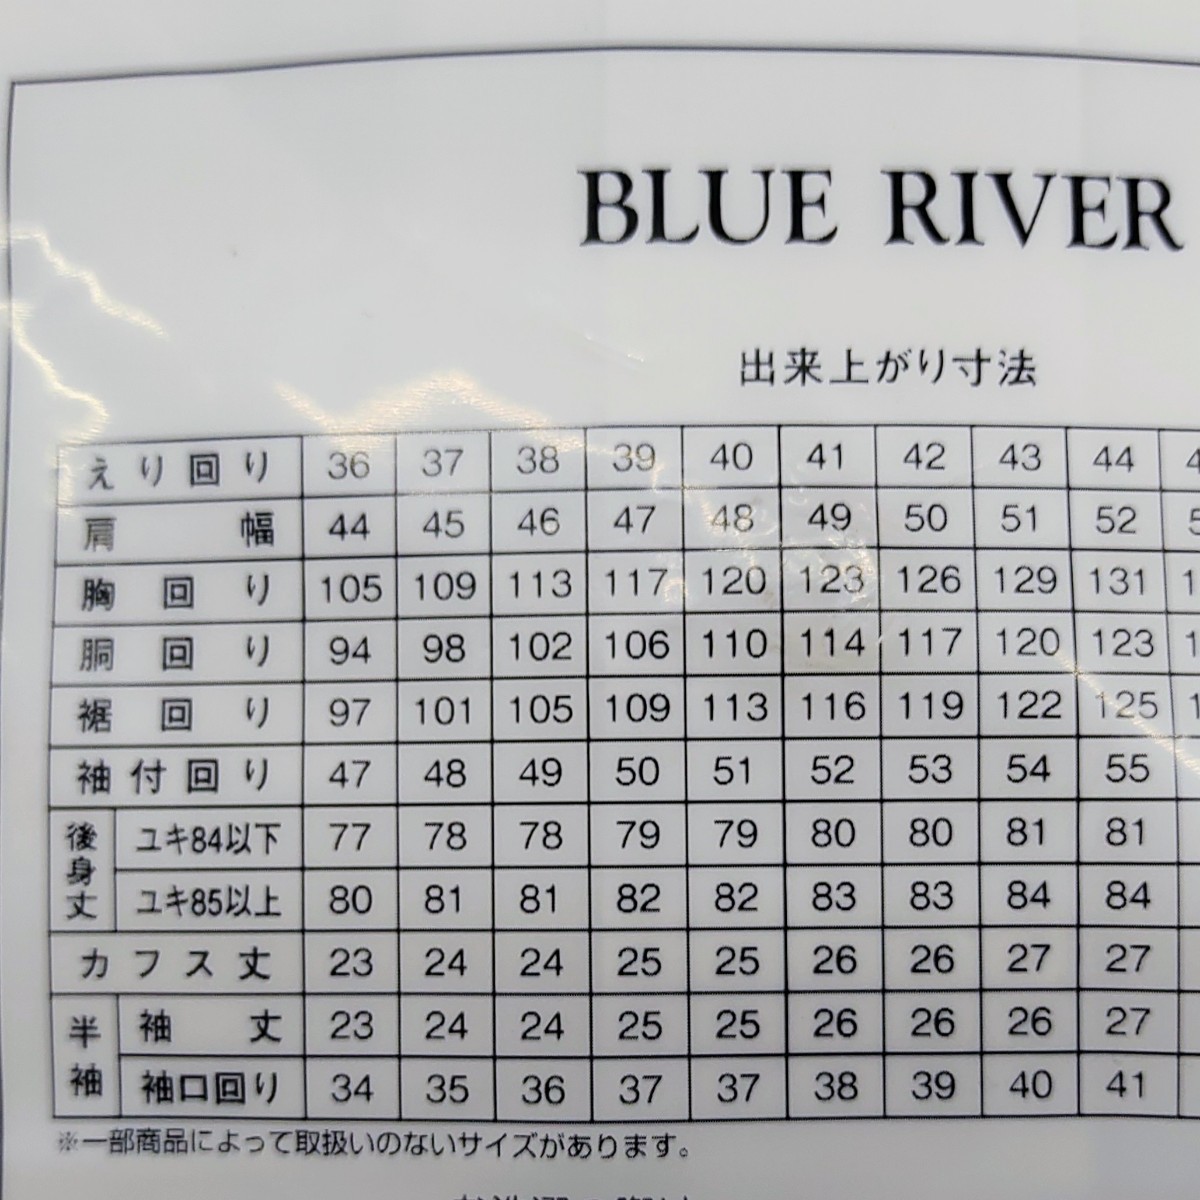 BLUE RIVER
出来上がり寸法
えり回り 36 37 38 39 40 41 42 43 44
肩幅 44 45 46 47 48 49 50 51 52
胸回り 105 109 113 117 120 123 126 129 131
胴回り 94 98 102 106 110 114 117 120 123
裾回り 97 101 105 109 113 116 119 122 125
袖付回り 47 48 49 50 51 52 53 54 55
後身丈 ユキ84以下 77 78 78 79 79 80 80 81 81
ユキ85以上 80 81 81 82 82 83 83 84 84
カフス丈 23 24 24 25 25 26 26 27 27
半袖 袖丈 23 24 24 25 25 26 26 26 27
袖口回り 34 35 36 37 37 38 39 40 41
※一部商品によって取扱いのないサイズがあります。